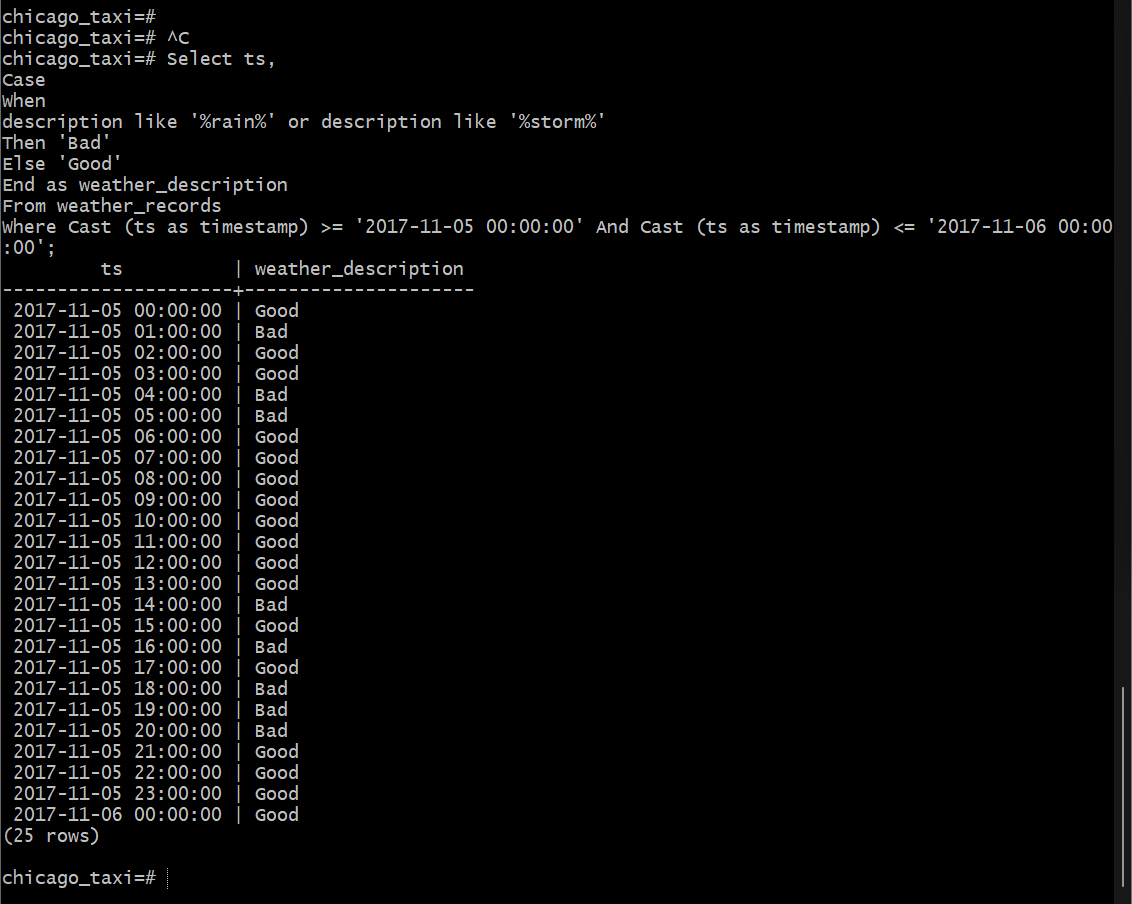 chicago_taxi=#
chicago_taxi=# ^C
chicago_taxi=# Select ts,
Case
When
description like '%rain%' or description like '%storm%'
Then 'Bad'
Else 'Good'
End as weather_description
From weather_records
Where Cast (ts as timestamp) >= '2017-11-05 00:00:00' And Cast (ts as timestamp) <= '2017-11-06 00:00
:00';
         ts          | weather_description
---------------------+---------------------
 2017-11-05 00:00:00 | Good
 2017-11-05 01:00:00 | Bad
 2017-11-05 02:00:00 | Good
 2017-11-05 03:00:00 | Good
 2017-11-05 04:00:00 | Bad
 2017-11-05 05:00:00 | Bad
 2017-11-05 06:00:00 | Good
 2017-11-05 07:00:00 | Good
 2017-11-05 08:00:00 | Good
 2017-11-05 09:00:00 | Good
 2017-11-05 10:00:00 | Good
 2017-11-05 11:00:00 | Good
 2017-11-05 12:00:00 | Good
 2017-11-05 13:00:00 | Good
 2017-11-05 14:00:00 | Bad
 2017-11-05 15:00:00 | Good
 2017-11-05 16:00:00 | Bad
 2017-11-05 17:00:00 | Good
 2017-11-05 18:00:00 | Bad
 2017-11-05 19:00:00 | Bad
 2017-11-05 20:00:00 | Bad
 2017-11-05 21:00:00 | Good
 2017-11-05 22:00:00 | Good
 2017-11-05 23:00:00 | Good
 2017-11-06 00:00:00 | Good
(25 rows)
chicago_taxi=#